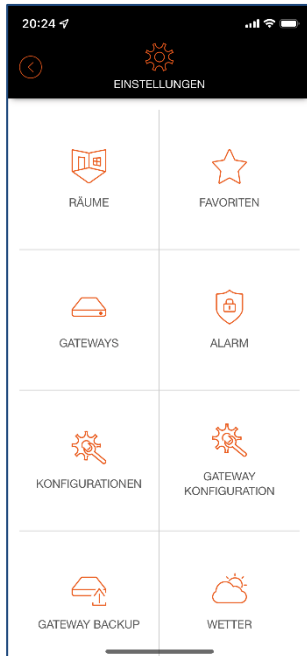 20:24
EINSTELLUNGEN
RÄUME
FAVORITEN
GATEWAYS
ALARM
KONFIGURATIONEN
GATEWAY
KONFIGURATION
GATEWAY BACKUP
WETTER